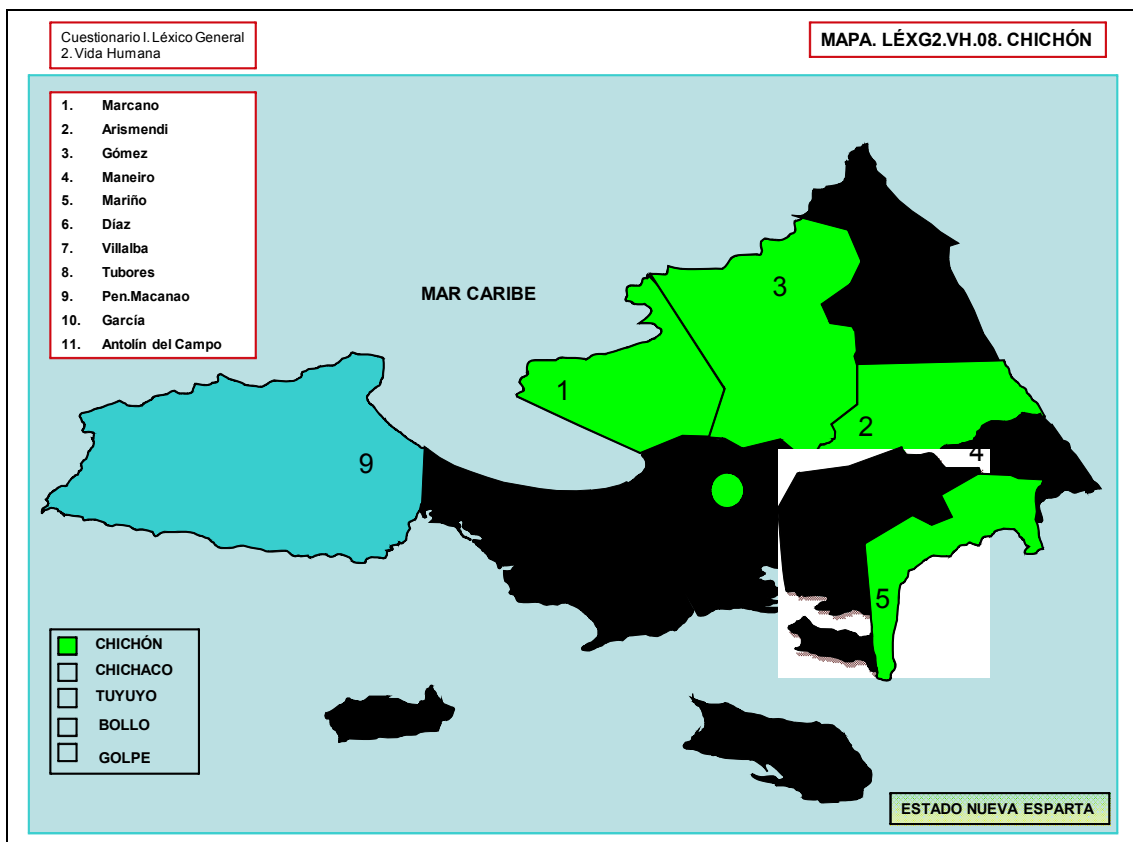 Cuestionario I. Léxico General
2. Vida Humana
MAPA. LÉXG2.VH.08. CHICHÓN
1. Marcano
2. Arismendi
3. Gómez
4. Maneiro
5. Mariño
6. Díaz
7. Villalba
8. Tubores
9. Pen.Macanao
10. García
11. Antolín del Campo
MAR CARIBE
3
1
2
4
9
5
CHICHÓN
CHICHACO
TUYUYO
BOLLO
GOLPE
ESTADO NUEVA ESPARTA